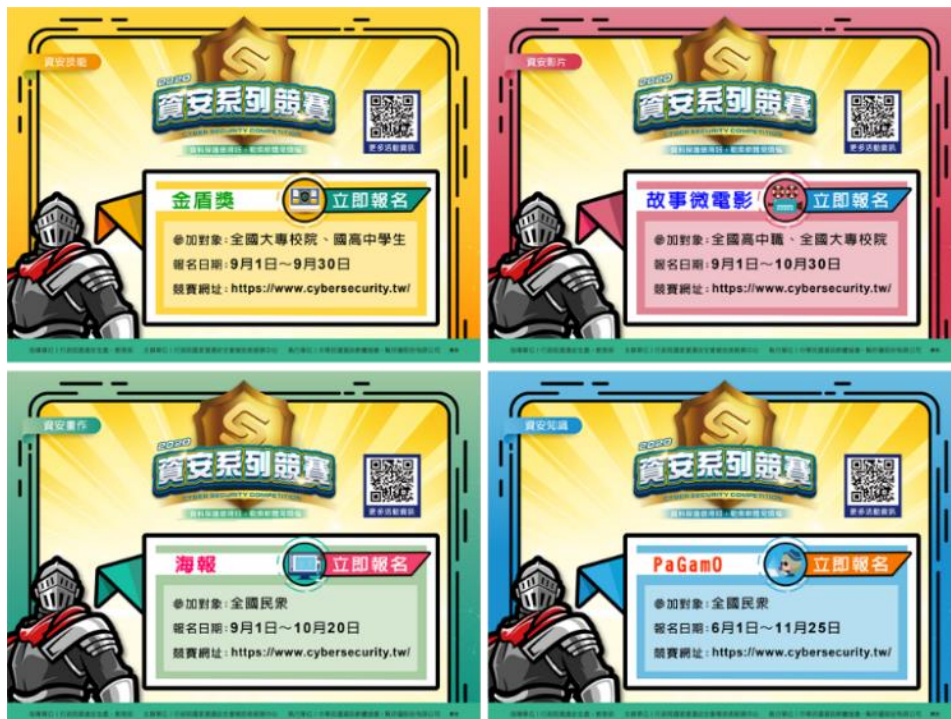 資安技能
2020
資安系列競賽
CYBER SECURITY COMPETITION
更多活動資訊
金盾獎
立即報名
參加對象:全國大專校院、國高中學生
報名日期:9月1日～9月30日
競賽網址:https://www.cybersecurity.tw/
資安影片
2020
資安系列競賽
CYBER SECURITY COMPETITION
更多活動資訊
故事微電影
立即報名
參加對象:全國高中職、全國大專校院
報名日期:9月1日～10月30日
競賽網址:https://www.cybersecurity.tw/
資安畫作
2020
資安系列競賽
CYBER SECURITY COMPETITION
更多活動資訊
海報
立即報名
參加對象:全國民眾
報名日期:9月1日～10月20日
競賽網址:https://www.cybersecurity.tw/
資安知識
2020
資安系列競賽
CYBER SECURITY COMPETITION
更多活動資訊
PaGamO
立即報名
參加對象:全國民眾
報名日期:6月1日～11月25日
競賽網址:https://www.cybersecurity.tw/